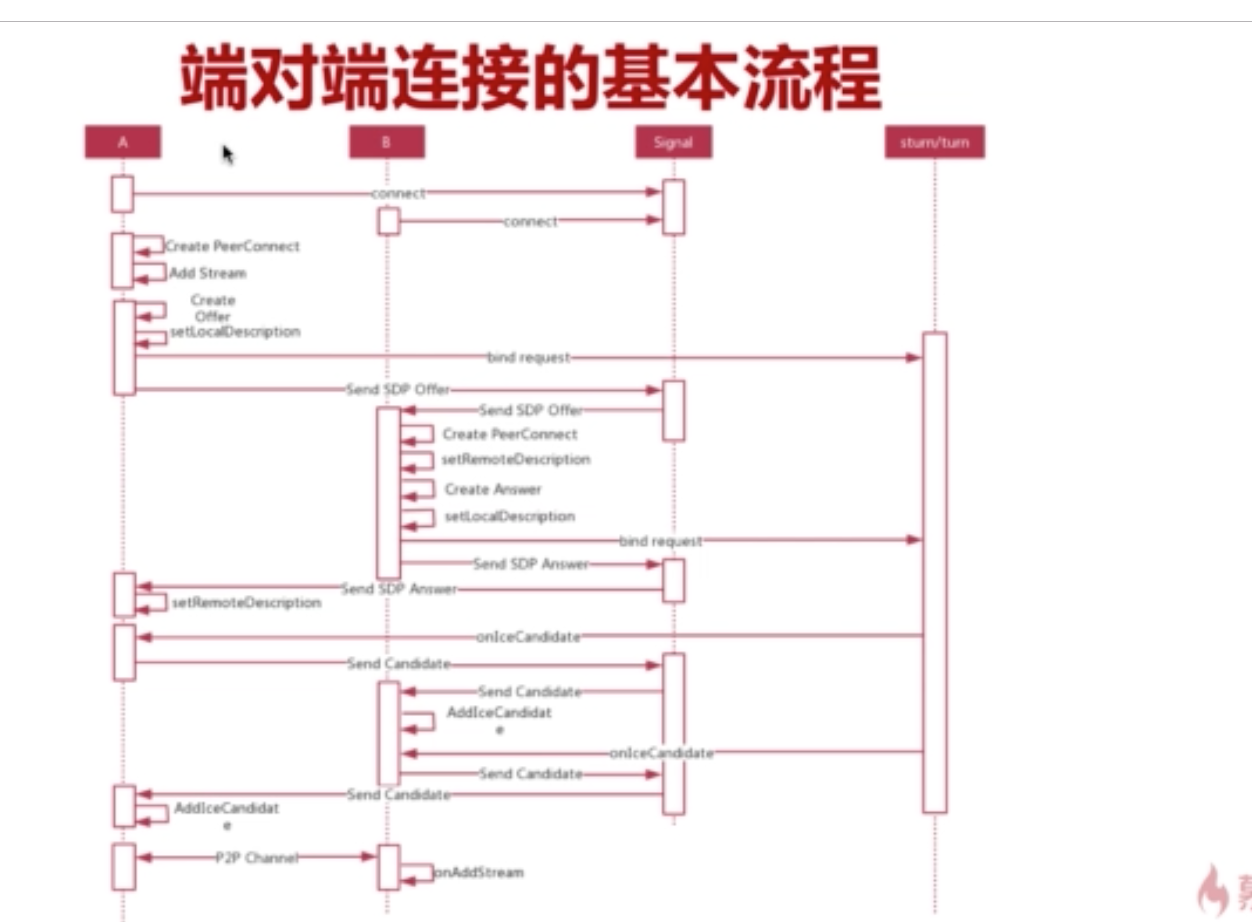 端对端连接的基本流程
A
B
Signal
sturn/turn
connect
connect
Create PeerConnect
Add Stream
Create
Offer
setLocalDescription
bind request
Send SDP Offer
Send SDP Offer
Create PeerConnect
setRemoteDescription
Create Answer
setLocalDescription
bind request
Send SDP Answer
Send SDP Answer
setRemoteDescription
onIceCandidate
Send Candidate
Send Candidate
AddIceCandidat
e
onIceCandidate
Send Candidate
Send Candidate
AddIceCandidat
e
P2P Channel
onAddStream